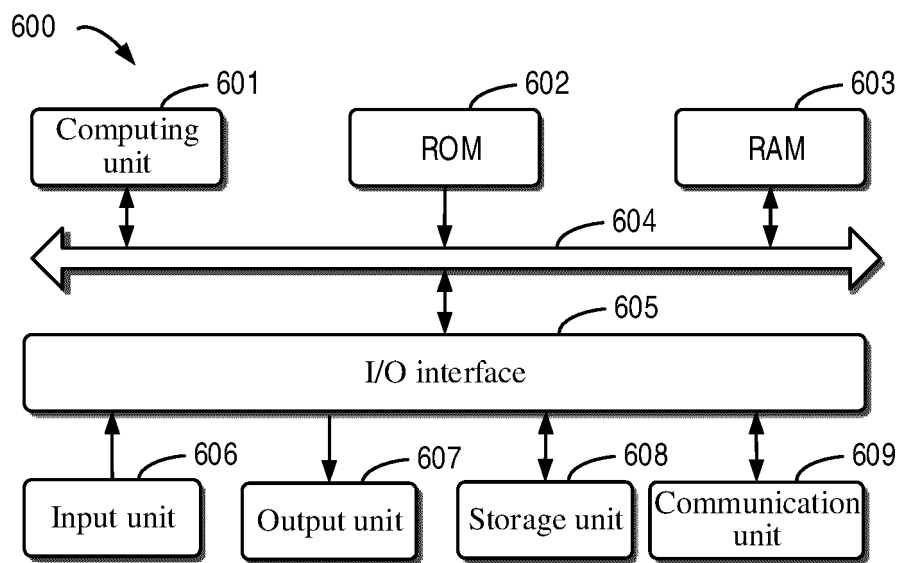 600
601
602
603
Computing
unit
ROM
RAM
604
605
I/O interface
606
607
608
609
Input unit
Output unit
Storage unit
Communication
unit